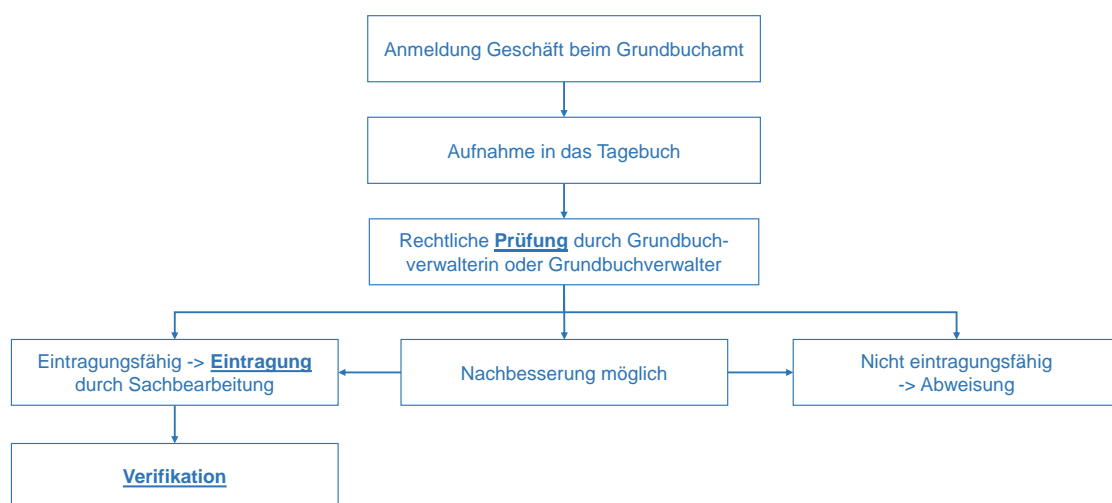 Anmeldung Geschäft beim Grundbuchamt
Aufnahme in das Tagebuch
Rechtliche Prüfung durch Grundbuch-
verwalterin oder Grundbuchverwalter
Eintragungsfähig -> Eintragung
durch Sachbearbeitung
Nachbesserung möglich
Nicht eintragungsfähig
-> Abweisung
Verifikation